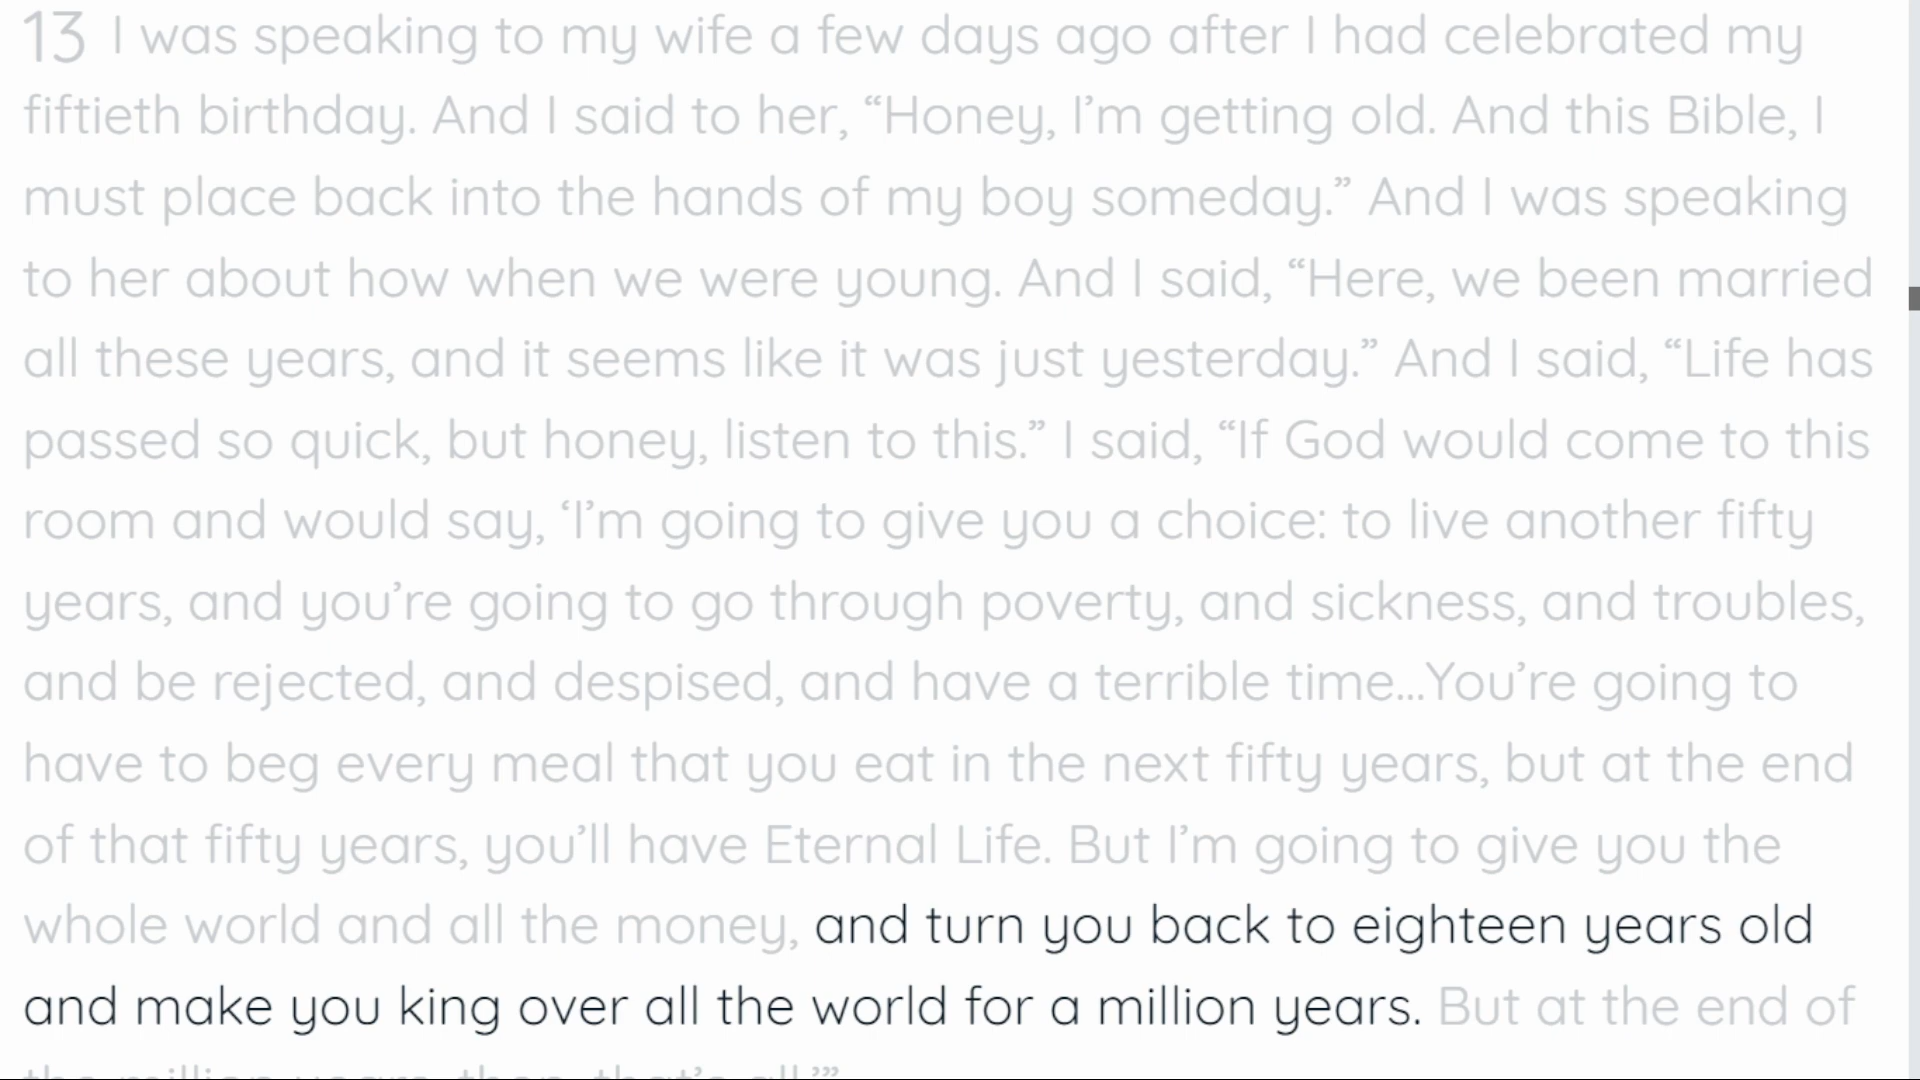 13 I was speaking to my wife a few days ago after I had celebrated my
fiftieth birthday. And I said to her, “Honey, I’m getting old. And this Bible, I
must place back into the hands of my boy someday.” And I was speaking
to her about how when we were young. And I said, “Here, we been married
all these years, and it seems like it was just yesterday.” And I said, “Life has
passed so quick, but honey, listen to this.” I said, “If God would come to this
room and would say, ‘I’m going to give you a choice: to live another fifty
years, and you’re going to go through poverty, and sickness, and troubles,
and be rejected, and despised, and have a terrible time...You’re going to
have to beg every meal that you eat in the next fifty years, but at the end
of that fifty years, you’ll have Eternal Life. But I’m going to give you the
whole world and all the money, and turn you back to eighteen years old
and make you king over all the world for a million years. But at the end of
the million years, then, that’s all.’”